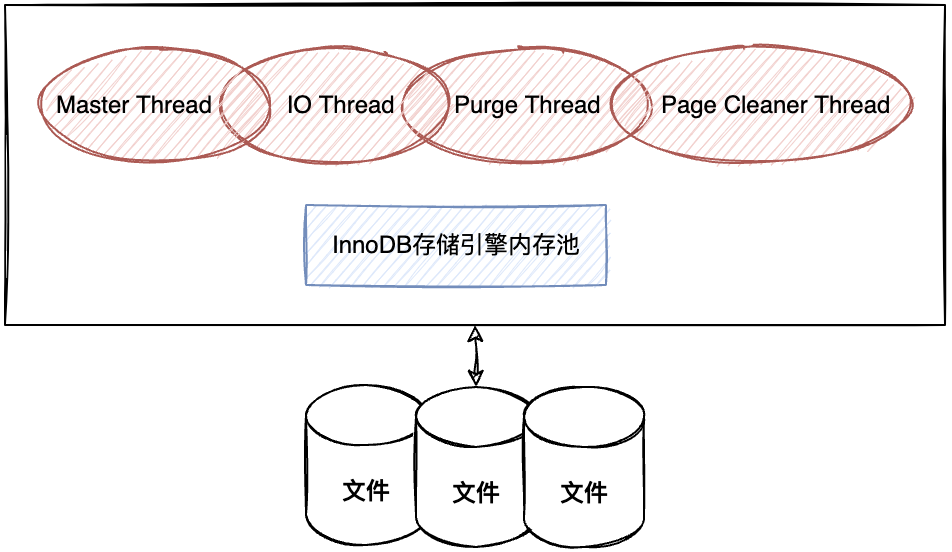 Master Thread
IO Thread
Purge Thread
Page Cleaner Thread
InnoDB存储引擎内存池
文件
文件
文件